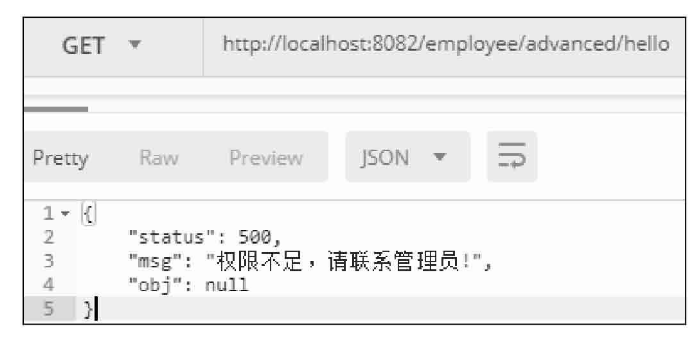 GET http://localhost:8082/employee/advanced/hello
Pretty Raw Preview JSON
1 {
2 "status": 500,
3 "msg": "权限不足，请联系管理员!",
4 "obj": null
5 }